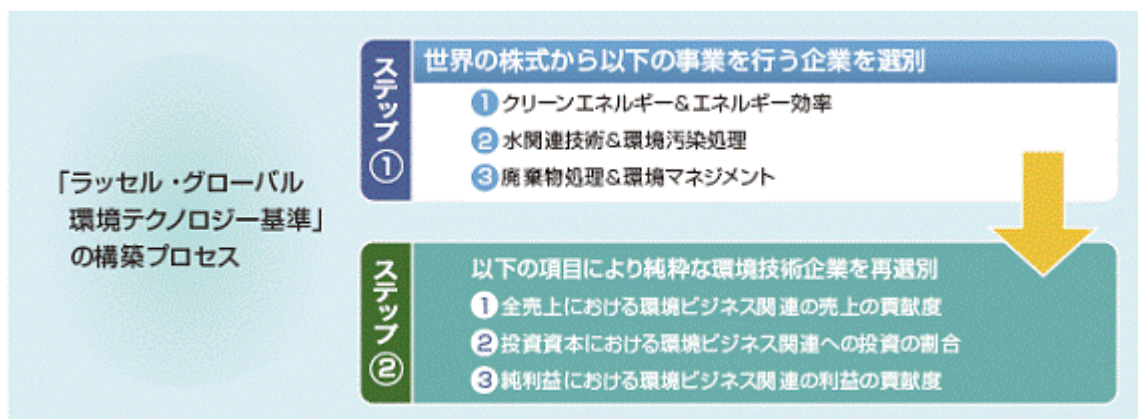 「ラッセル・グローバル
環境テクノロジー基準」
の構築プロセス
ステップ①
世界の株式から以下の事業を行う企業を選別
① クリーンエネルギー&エネルギー効率
② 水関連技術&環境汚染処理
③ 廃棄物処理&環境マネジメント
ステップ②
以下の項目により純粋な環境技術企業を再選別
① 全売上における環境ビジネス関連の売上の貢献度
② 投資資本における環境ビジネス関連への投資の割合
③ 純利益における環境ビジネス関連の利益の貢献度